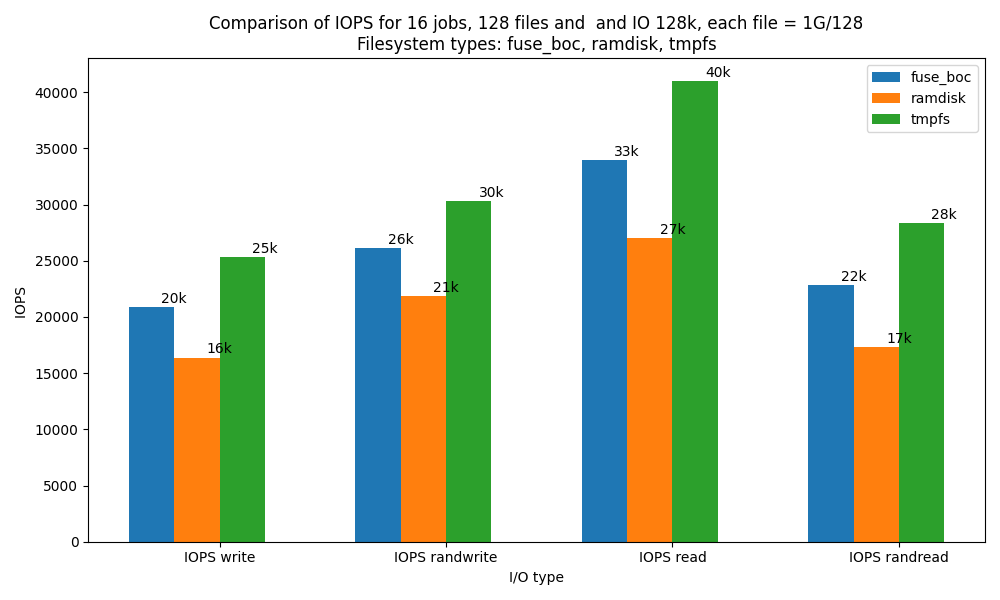 Comparison of IOPS for 16 jobs, 128 files and  and IO 128k, each file = 1G/128
Filesystem types: fuse_boc, ramdisk, tmpfs
fuse_boc
ramdisk
tmpfs
IOPS
40000
35000
30000
25000
20000
15000
10000
5000
0
20k
16k
25k
26k
21k
30k
33k
27k
40k
22k
17k
28k
IOPS write
IOPS randwrite
IOPS read
IOPS randread
I/O type